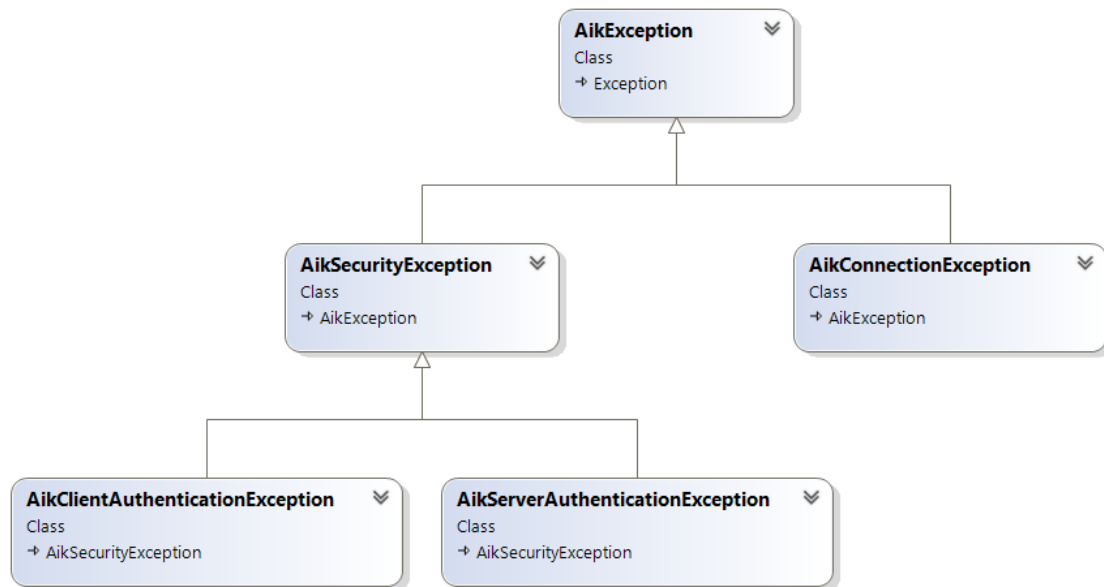 AikException
Class
Exception
AikSecurityException
Class
AikException
AikConnectionException
Class
AikException
AikClientAuthenticationException
Class
AikSecurityException
AikServerAuthenticationException
Class
AikSecurityException